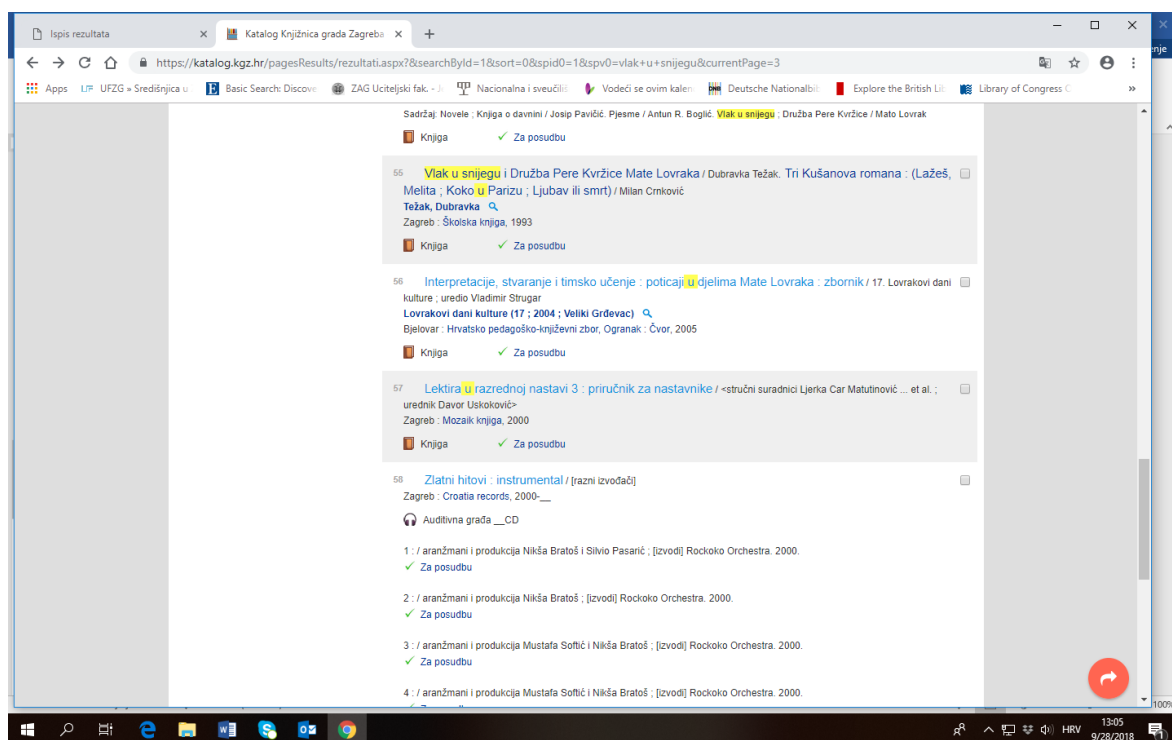 Ispis rezultata
Katalog Knjižnica grada Zagreba
https://katalog.kgz.hr/pagesResults/rezultati.aspx?&searchById=1&sort=0&spid0=1&spv0=vlak+u+snijegu&currentPage=3
Apps UFZG » Središnjica u Basic Search: Discove ZAG Uciteljski fak. - Nacionalna i sveučiliš Vodeći se ovim kalen Deutsche Nationalbib Explore the British Lib Library of Congress C »
Sadržaj: Novele ; Knjiga o davnini / Josip Pavičić. Pjesme / Antun R. Boglić. Vlak u snijegu ; Družba Pere Kvržice / Mato Lovrak
Knjiga Za posudbu
55 Vlak u snijegu i Družba Pere Kvržice Mate Lovraka / Dubravka Težak. Tri Kušanova romana : (Lažeš,
Melita ; Koko u Parizu ; Ljubav ili smrt) / Milan Crnković
Težak, Dubravka
Zagreb : Školska knjiga, 1993
Knjiga Za posudbu
56 Interpretacije, stvaranje i timsko učenje : poticaji u djelima Mate Lovraka : zbornik / 17. Lovrakovi dani
kulture ; uredio Vladimir Strugar
Lovrakovi dani kulture (17 ; 2004 ; Veliki Grđevac)
Bjelovar : Hrvatsko pedagoško-književni zbor, Ogranak : Čvor, 2005
Knjiga Za posudbu
57 Lektira u razrednoj nastavi 3 : priručnik za nastavnike / <stručni suradnici Ljerka Car Matutinović ... et al. ;
urednik Davor Uskoković>
Zagreb : Mozaik knjiga, 2000
Knjiga Za posudbu
58 Zlatni hitovi : instrumental / [razni izvođači]
Zagreb : Croatia records, 2000-__
Auditivna građa __CD
1 : / aranžmani i produkcija Nikša Bratoš i Silvio Pasarić ; [izvodi] Rockoko Orchestra. 2000.
Za posudbu
2 : / aranžmani i produkcija Nikša Bratoš ; [izvodi] Rockoko Orchestra. 2000.
Za posudbu
3 : / aranžmani i produkcija Mustafa Softić i Nikša Bratoš ; [izvodi] Rockoko Orchestra. 2000.
Za posudbu
4 : / aranžmani i produkcija Mustafa Softić i Nikša Bratoš ; [izvodi] Rockoko Orchestra. 2000.
100%
HRV
13:05
9/28/2018